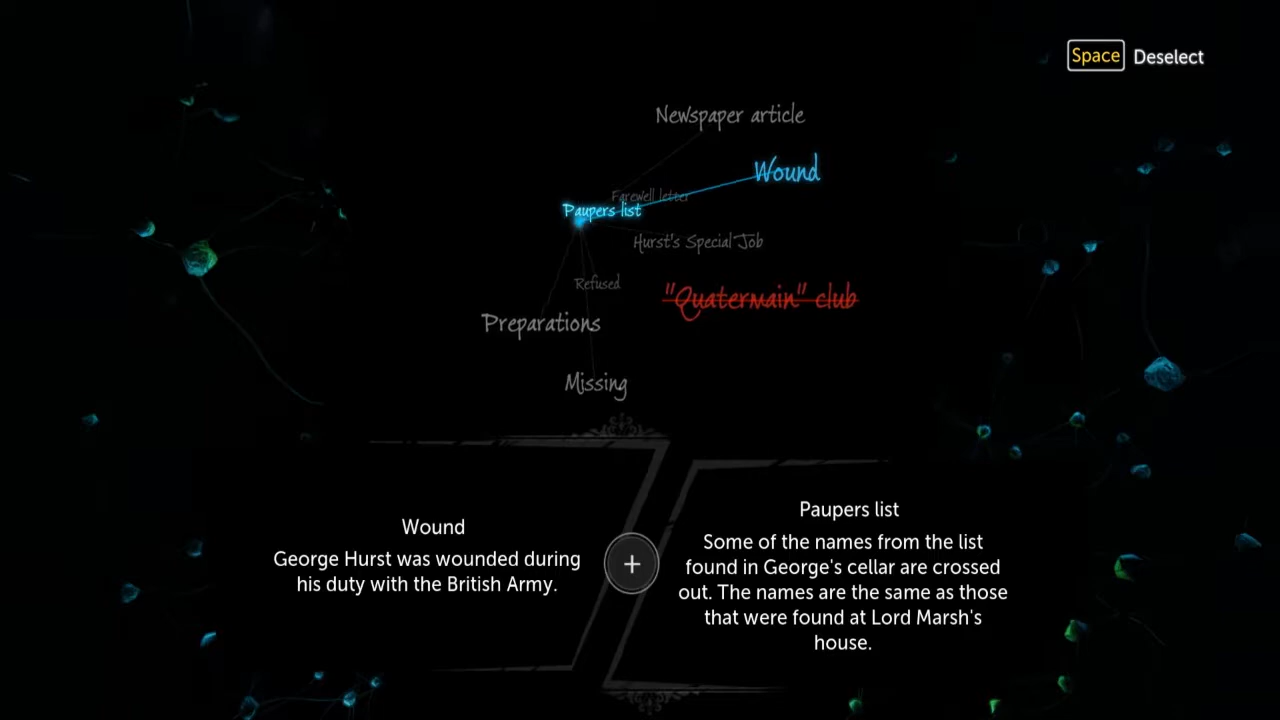 Space Deselect
Newspaper article
Wound
Farewell letter
Paupers list
Hurst's Special Job
Refused
"Quatermain" club
Preparations
Missing
Wound
George Hurst was wounded during
his duty with the British Army.
+
Paupers list
Some of the names from the list
found in George's cellar are crossed
out. The names are the same as those
that were found at Lord Marsh's
house.